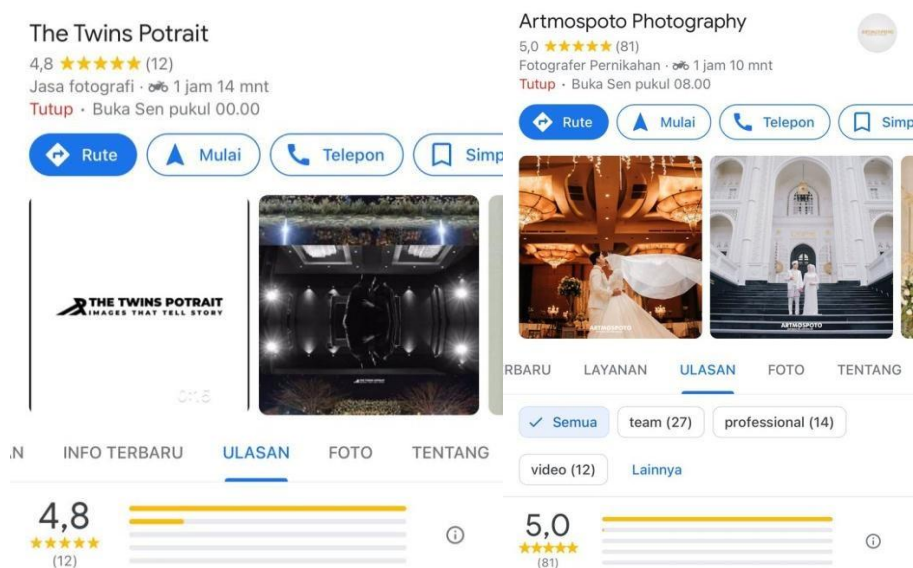 The Twins Potrait
4,8 (12)
Jasa fotografi · 1 jam 14 mnt
Tutup · Buka Sen pukul 00.00
Rute
Mulai
Telepon
Simp
THE TWINS POTRAIT
IMAGES THAT TELL STORY
THE TWINS POTRAIT
N
INFO TERBARU
ULASAN
FOTO
TENTANG
4,8
(12)
Artmospoto Photography
5,0 (81)
Fotografer Pernikahan · 1 jam 10 mnt
Tutup · Buka Sen pukul 08.00
Rute
Mulai
Telepon
Simp
ARTMOSPOTO
ARTMOSPOTO
RBARU
LAYANAN
ULASAN
FOTO
TENTANG
Semua
team (27)
professional (14)
video (12)
Lainnya
5,0
(81)